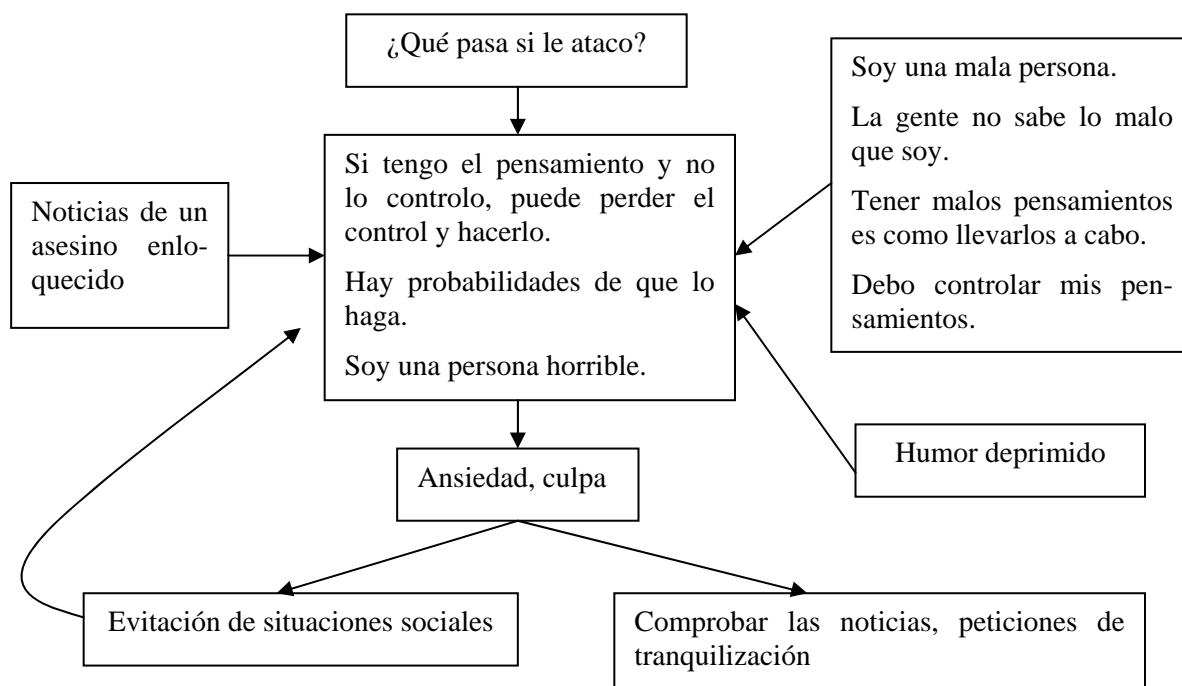 ¿Qué pasa si le ataco?
Soy una mala persona.
La gente no sabe lo malo
que soy.
Tener malos pensamientos
es como llevarlos a cabo.
Debo controlar mis pen-
samientos.
Si tengo el pensamiento y no
lo controlo, puede perder el
control y hacerlo.
Hay probabilidades de que lo
haga.
Soy una persona horrible.
Noticias de un
asesino enlo-
quecido
Humor deprimido
Ansiedad, culpa
Evitación de situaciones sociales
Comprobar las noticias, peticiones de
tranquilización